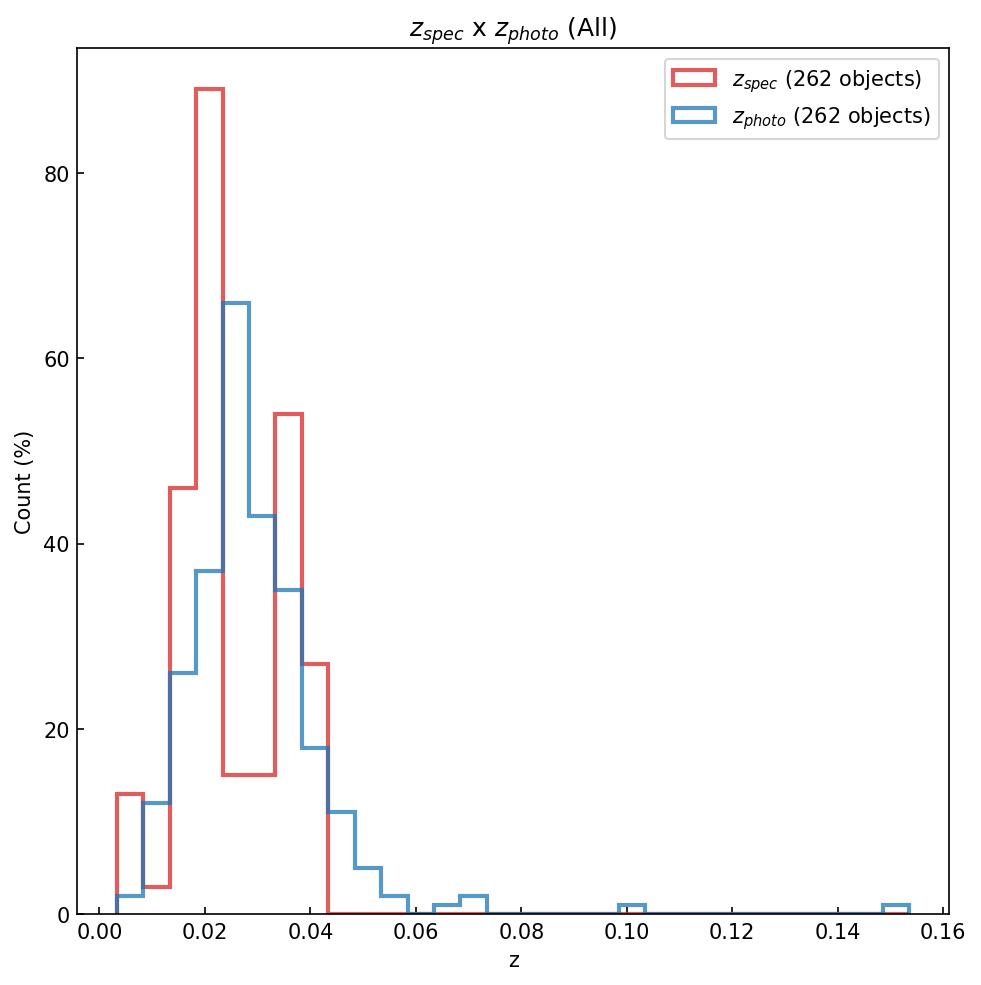 z_spec x z_photo (All)
z_spec (262 objects)
z_photo (262 objects)
Count (%)
80
60
40
20
0
0.00 0.02 0.04 0.06 0.08 0.10 0.12 0.14 0.16
z